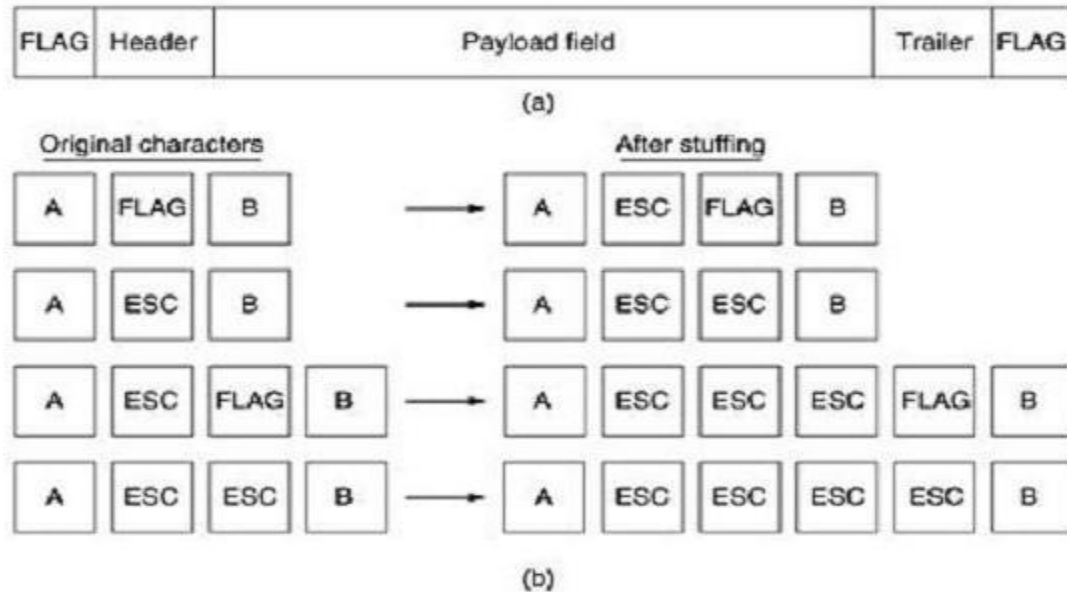 FLAG Header Payload field Trailer FLAG
(a)
Original characters After stuffing
A FLAG B A ESC FLAG B
A ESC B A ESC ESC B
A ESC FLAG B A ESC ESC ESC FLAG B
A ESC ESC B A ESC ESC ESC ESC B
(b)